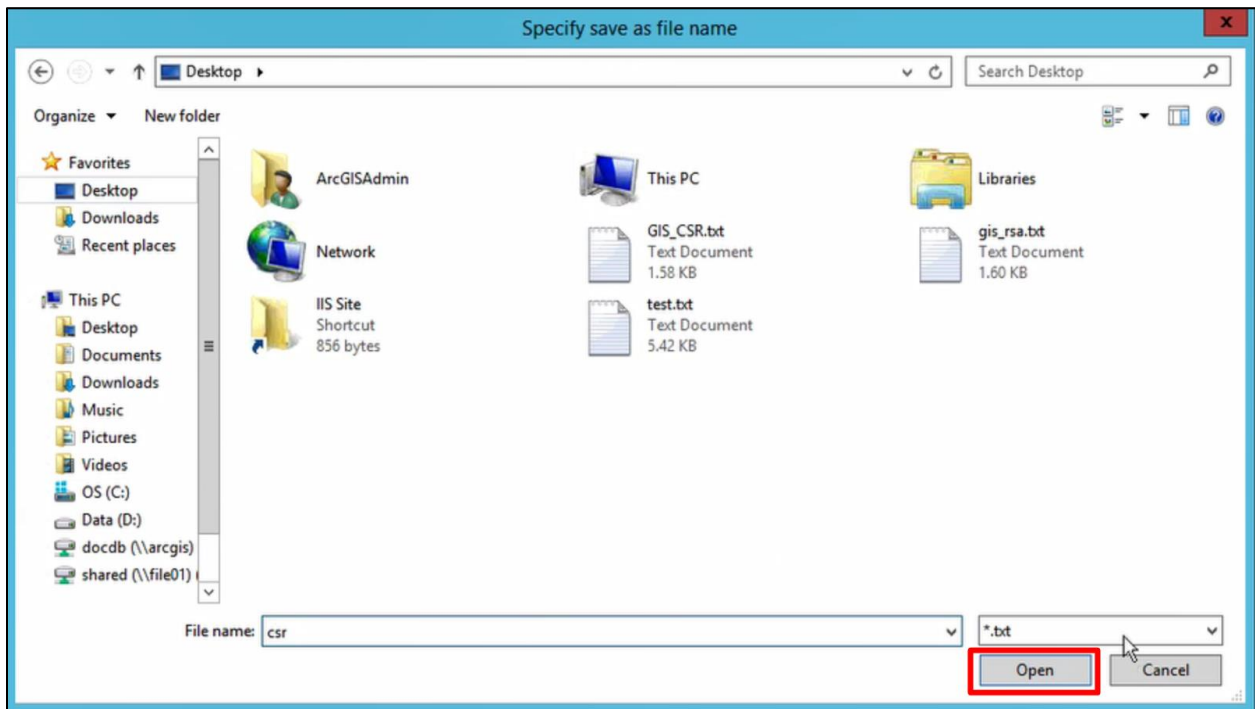 Specify save as file name
x
Desktop
Search Desktop
Organize
New folder
Favorites
Desktop
Downloads
Recent places
This PC
Desktop
Documents
Downloads
Music
Pictures
Videos
OS (C:)
Data (D:)
docdb (\\arcgis)
shared (\\file01) (
ArcGISAdmin
This PC
Libraries
Network
GIS_CSR.txt
Text Document
1.58 KB
gis_rsa.txt
Text Document
1.60 KB
IIS Site
Shortcut
856 bytes
test.txt
Text Document
5.42 KB
File name: csr
*.txt
Open
Cancel